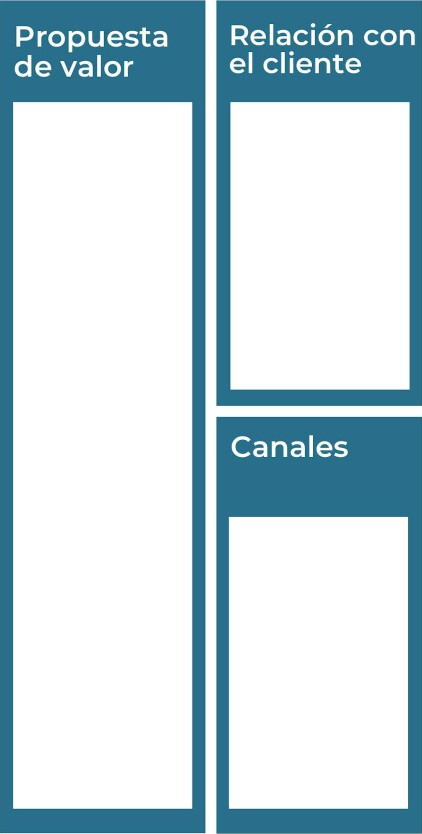 Propuesta
de valor
Relación con
el cliente
Canales